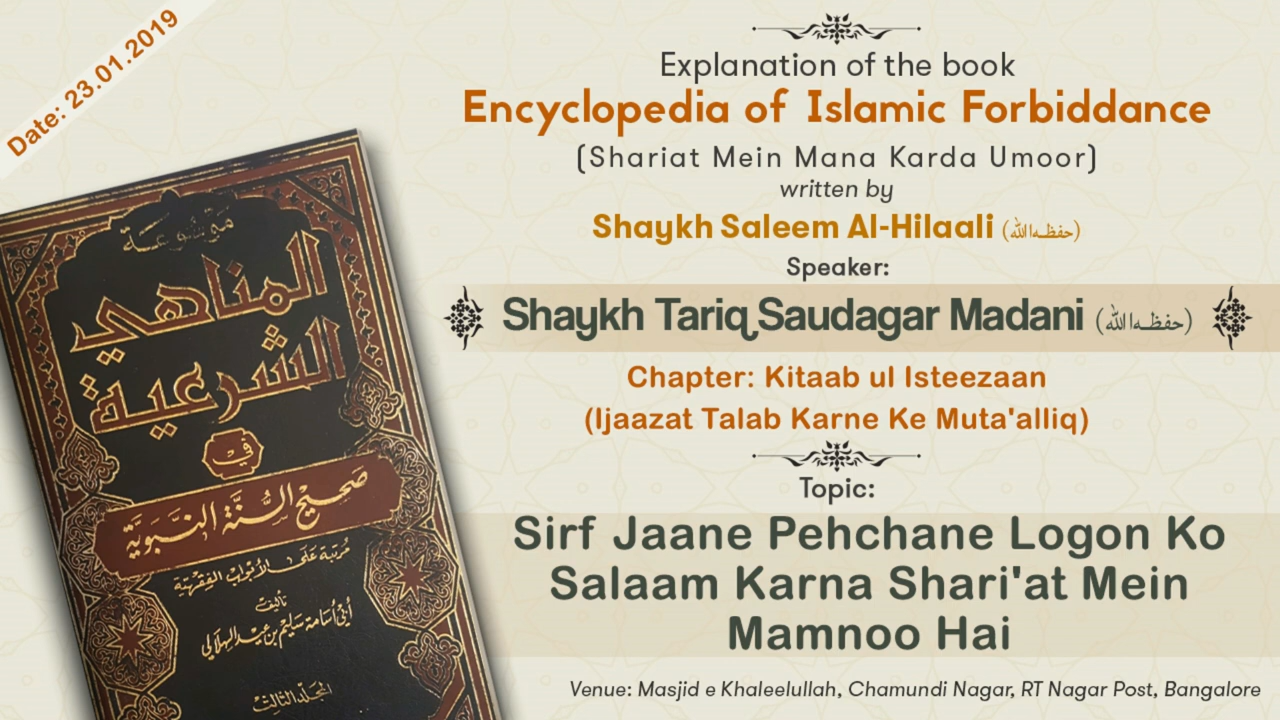 Date: 23.01.2019
Explanation of the book
Encyclopedia of Islamic Forbiddance
(Shariat Mein Mana Karda Umoor)
written by
Shaykh Saleem Al-Hilaali (حفظه الله)
Speaker:
Shaykh Tariq Saudagar Madani (حفظه الله)
Chapter: Kitaab ul Isteezaan
(Ijaazat Talab Karne Ke Muta'alliq)
Topic:
Sirf Jaane Pehchane Logon Ko
Salaam Karna Shari'at Mein
Mamnoo Hai
Venue: Masjid e Khaleelullah, Chamundi Nagar, RT Nagar Post, Bangalore
موسوعة
المناهي
الشرعية
في
صحيح السنة النبوية
مرتبة على الأبواب الفقهية
تأليف
أبي أسامة سليم بن عيد الهلالي
المجلد الثالث